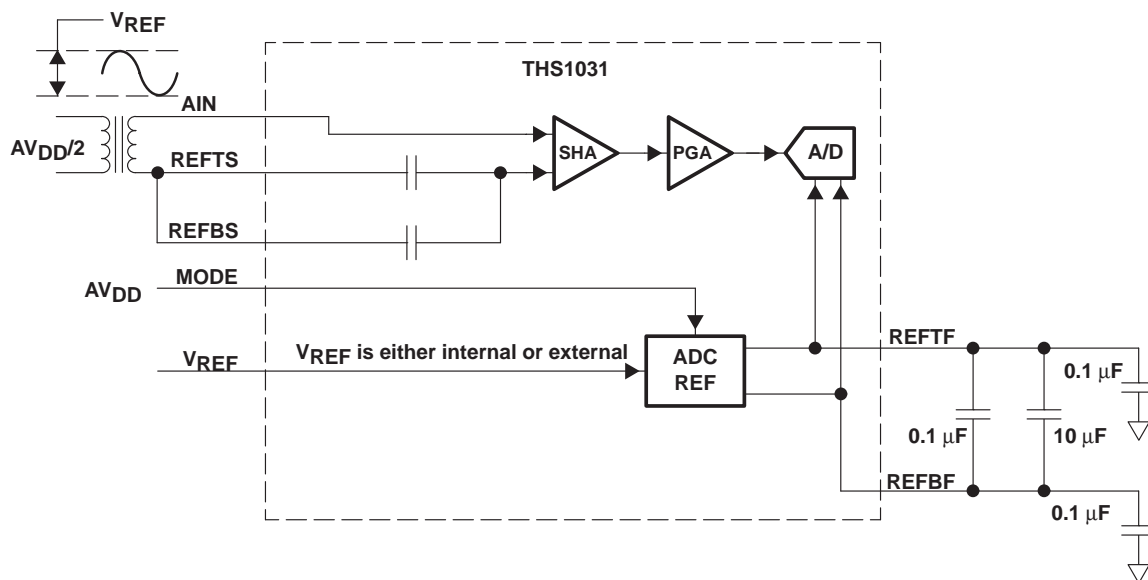 VREF
THS1031
AIN
AVDD/2
SHA
PGA
A/D
REFTS
REFBS
MODE
AVDD
VREF
VREF is either internal or external
ADC
REF
REFTF
0.1 μF
0.1 μF
10 μF
REFBF
0.1 μF